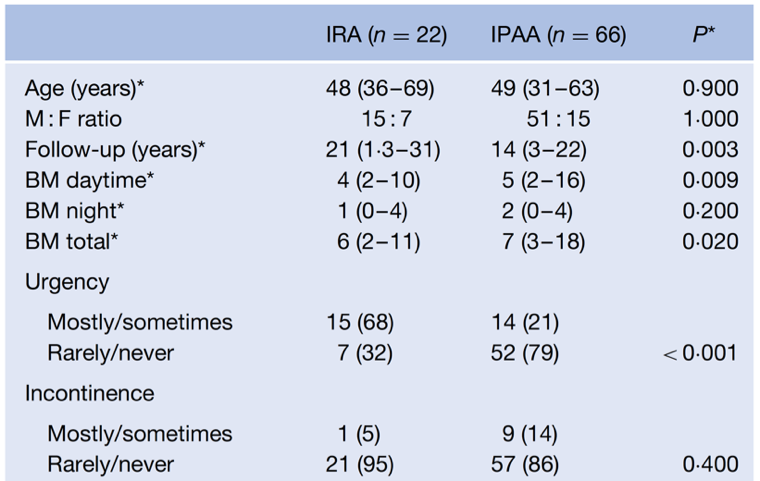 IRA (n = 22) IPAA (n = 66) P*
Age (years)* 48 (36–69) 49 (31–63) 0·900
M : F ratio 15 : 7 51 : 15 1·000
Follow-up (years)* 21 (1·3–31) 14 (3–22) 0·003
BM daytime* 4 (2–10) 5 (2–16) 0·009
BM night* 1 (0–4) 2 (0–4) 0·200
BM total* 6 (2–11) 7 (3–18) 0·020
Urgency
Mostly/sometimes 15 (68) 14 (21)
Rarely/never 7 (32) 52 (79) < 0·001
Incontinence
Mostly/sometimes 1 (5) 9 (14)
Rarely/never 21 (95) 57 (86) 0·400